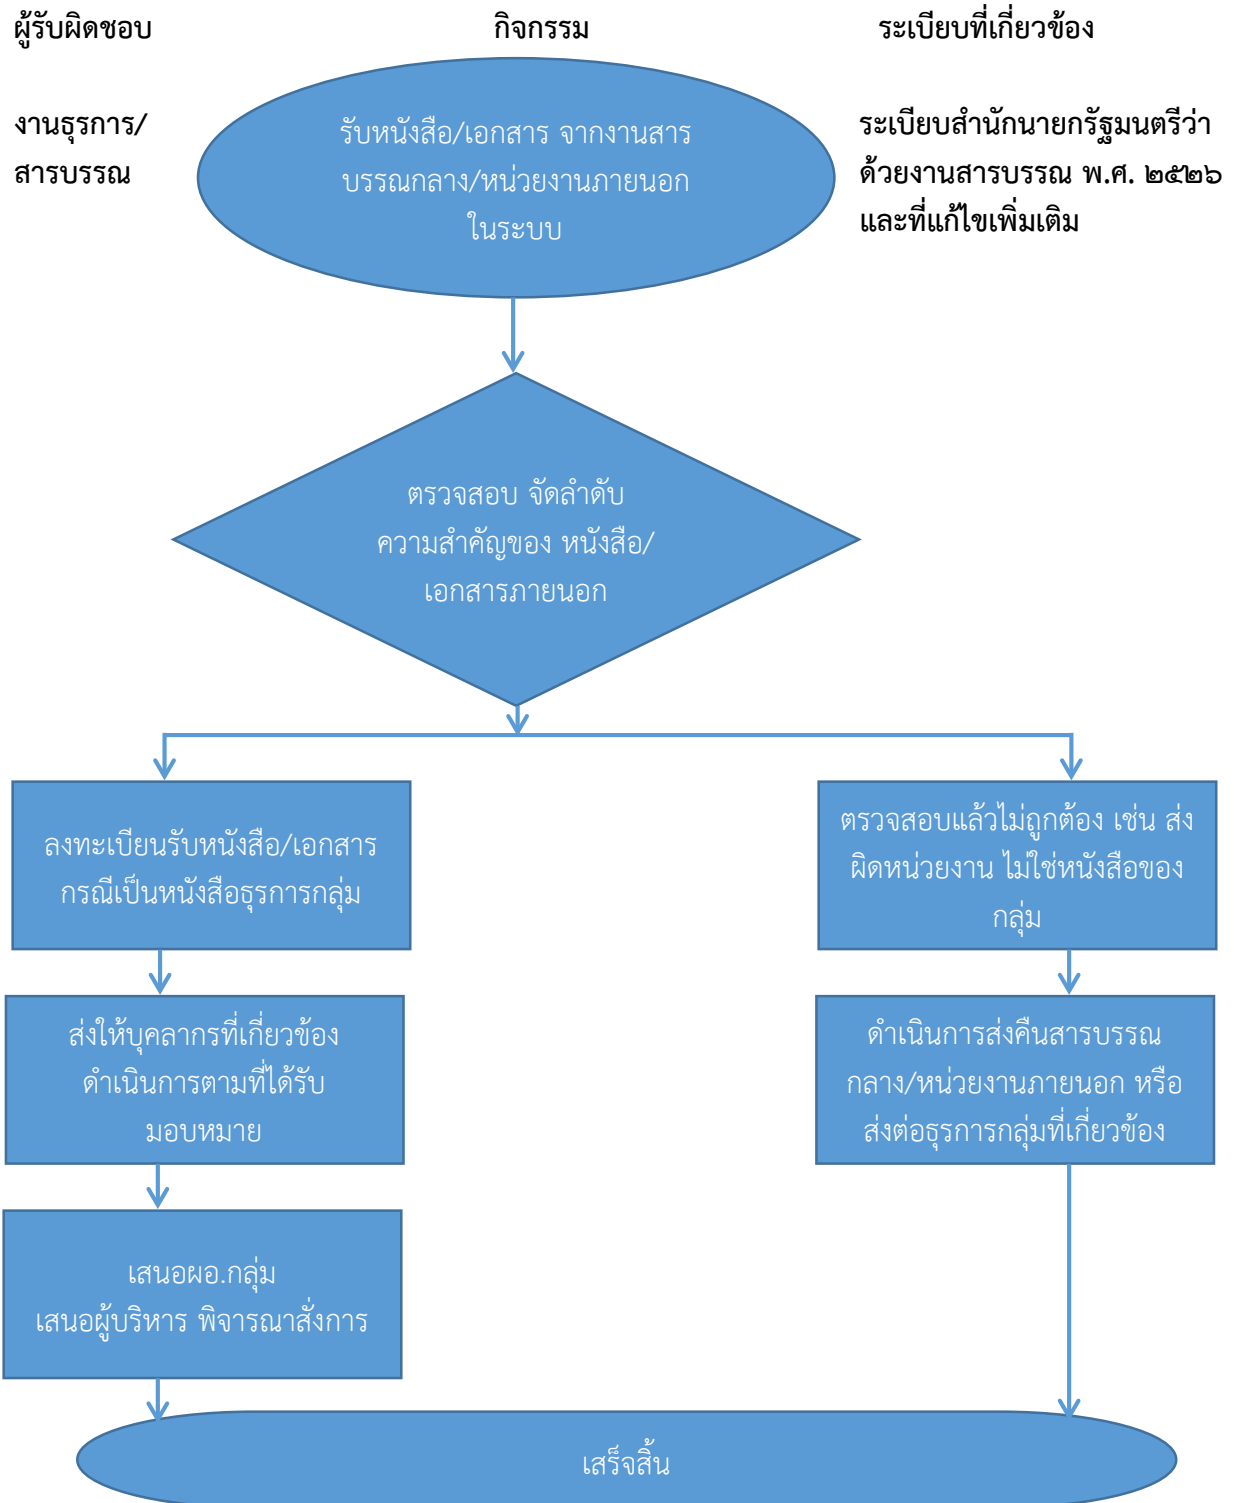 ผู้รับผิดชอบ
กิจกรรม
ระเบียบที่เกี่ยวข้อง
งานธุรการ/
สารบรรณ
รับหนังสือ/เอกสาร จากงานสาร
บรรณกลาง/หน่วยงานภายนอก
ในระบบ
ระเบียบสำนักนายกรัฐมนตรีว่า
ด้วยงานสารบรรณ พ.ศ. ๒๕๒๖
และที่แก้ไขเพิ่มเติม
ตรวจสอบ จัดลำดับ
ความสำคัญของ หนังสือ/
เอกสารภายนอก
ลงทะเบียนรับหนังสือ/เอกสาร
กรณีเป็นหนังสือธุรการกลุ่ม
ตรวจสอบแล้วไม่ถูกต้อง เช่น ส่ง
ผิดหน่วยงาน ไม่ใช่หนังสือของ
กลุ่ม
ส่งให้บุคลากรที่เกี่ยวข้อง
ดำเนินการตามที่ได้รับ
มอบหมาย
ดำเนินการส่งคืนสารบรรณ
กลาง/หน่วยงานภายนอก หรือ
ส่งต่อธุรการกลุ่มที่เกี่ยวข้อง
เสนอผอ.กลุ่ม
เสนอผู้บริหาร พิจารณาสั่งการ
เสร็จสิ้น